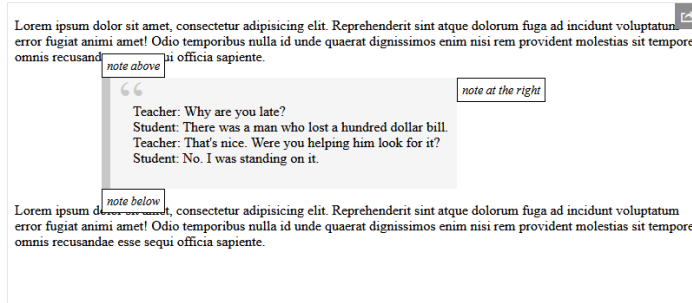 Lorem ipsum dolor sit amet, consectetur adipisicing elit. Reprehenderit sint atque dolorum fuga ad incidunt voluptatum
error fugiat animi amet! Odio temporibus nulla id unde quaerat dignissimos enim nisi rem provident molestias sit tempore
omnis ui officia sapiente.
note above
“
note at the right
Teacher: Why are you late?
Student: There was a man who lost a hundred dollar bill.
Teacher: That's nice. Were you helping him look for it?
Student: No. I was standing on it.
note below
Lorem ipsum consectetur adipisicing elit. Reprehenderit sint atque dolorum fuga ad incidunt voluptatum
error fugiat animi amet! Odio temporibus nulla id unde quaerat dignissimos enim nisi rem provident molestias sit tempore
omnis recusandae esse sequi officia sapiente.